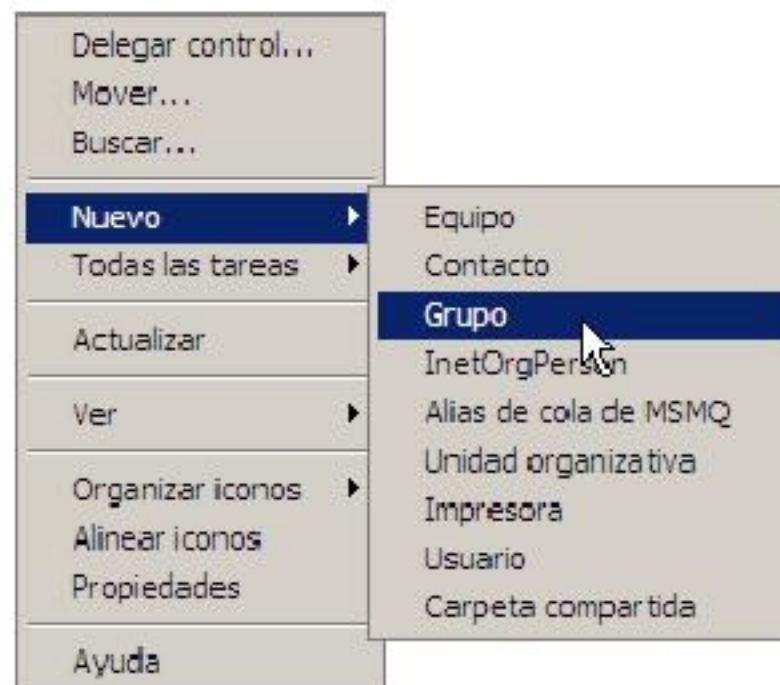 Delegar control...
Mover...
Buscar...
Nuevo
Todas las tareas
Actualizar
Ver
Organizar iconos
Alinear iconos
Propiedades
Ayuda
Equipo
Contacto
Grupo
InetOrgPerson
Alias de cola de MSMQ
Unidad organizativa
Impresora
Usuario
Carpeta compartida